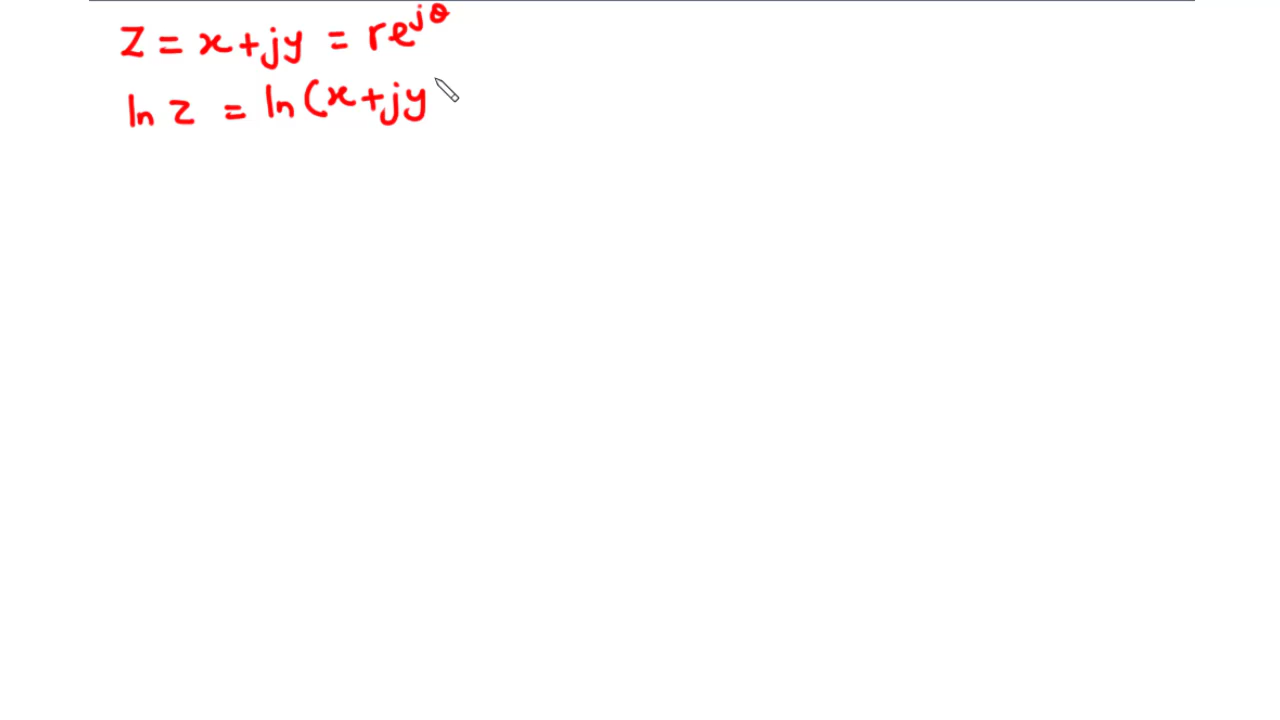 z = x + jy = re^{jθ}
ln z = ln (x + jy